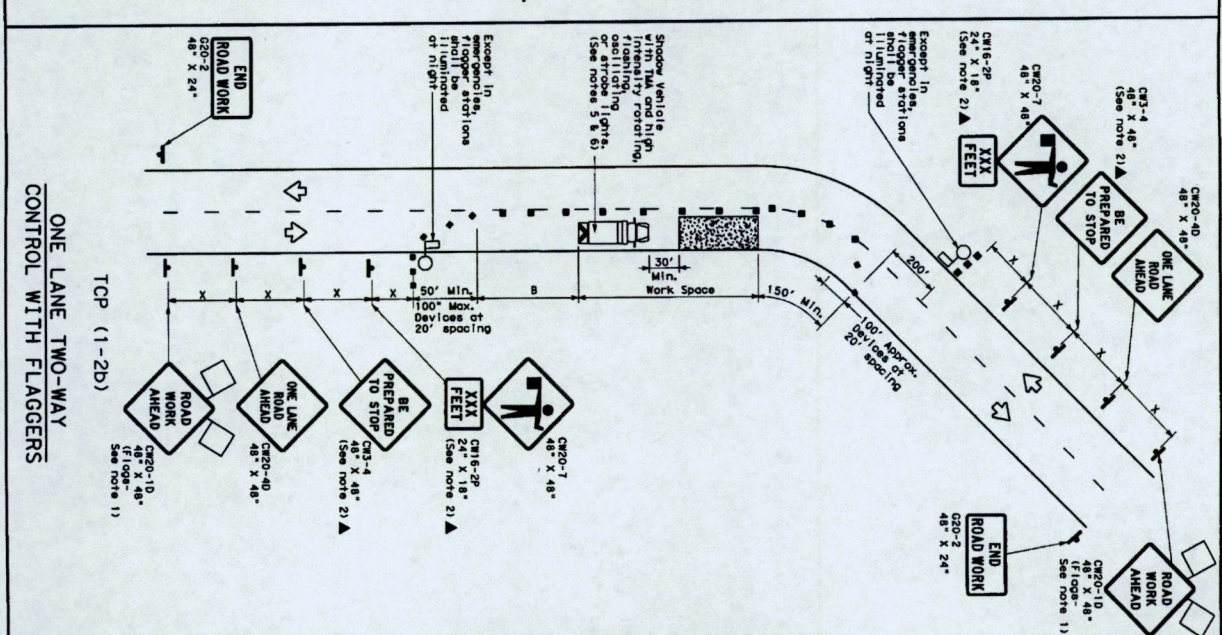 CW20-4D
48" X 48"
ONE LANE
ROAD
AHEAD
CW3-4
48" X 48"
(See note 2)▲
BE
PREPARED
TO STOP
CW20-7
48" X 48"
CW16-2P
24" X 18"
(See note 2)▲
XXX
FEET
Except in
emergencies,
flagger stations
shall be
illuminated
at night
Shadow Vehicle
with TMA and high
intensity rotating,
flashing,
oscillating
or strobe lights.
(See notes 5 & 6)
Except in
emergencies,
flagger stations
shall be
illuminated
at night
END
ROAD WORK
G20-2
48" X 24"
X
X
X
200'
100' Approx.
Devices at
20' spacing
150' Min.
30'
Min.
Work Space
B
50' Min.
100" Max.
Devices at
20' spacing
X
X
X
X
ROAD
WORK
AHEAD
CW20-1D
48" X 48"
(Flags-
See note 1)
END
ROAD WORK
G20-2
48" X 24"
CW20-7
48" X 48"
XXX
FEET
CW16-2P
24" X 18"
(See note 2)▲
BE
PREPARED
TO STOP
CW3-4
48" X 48"
(See note 2)▲
ONE LANE
ROAD
AHEAD
CW20-4D
48" X 48"
ROAD
WORK
AHEAD
CW20-1D
48" X 48"
(Flags-
See note 1)
TCP (1-2b)
ONE LANE TWO-WAY
CONTROL WITH FLAGGERS